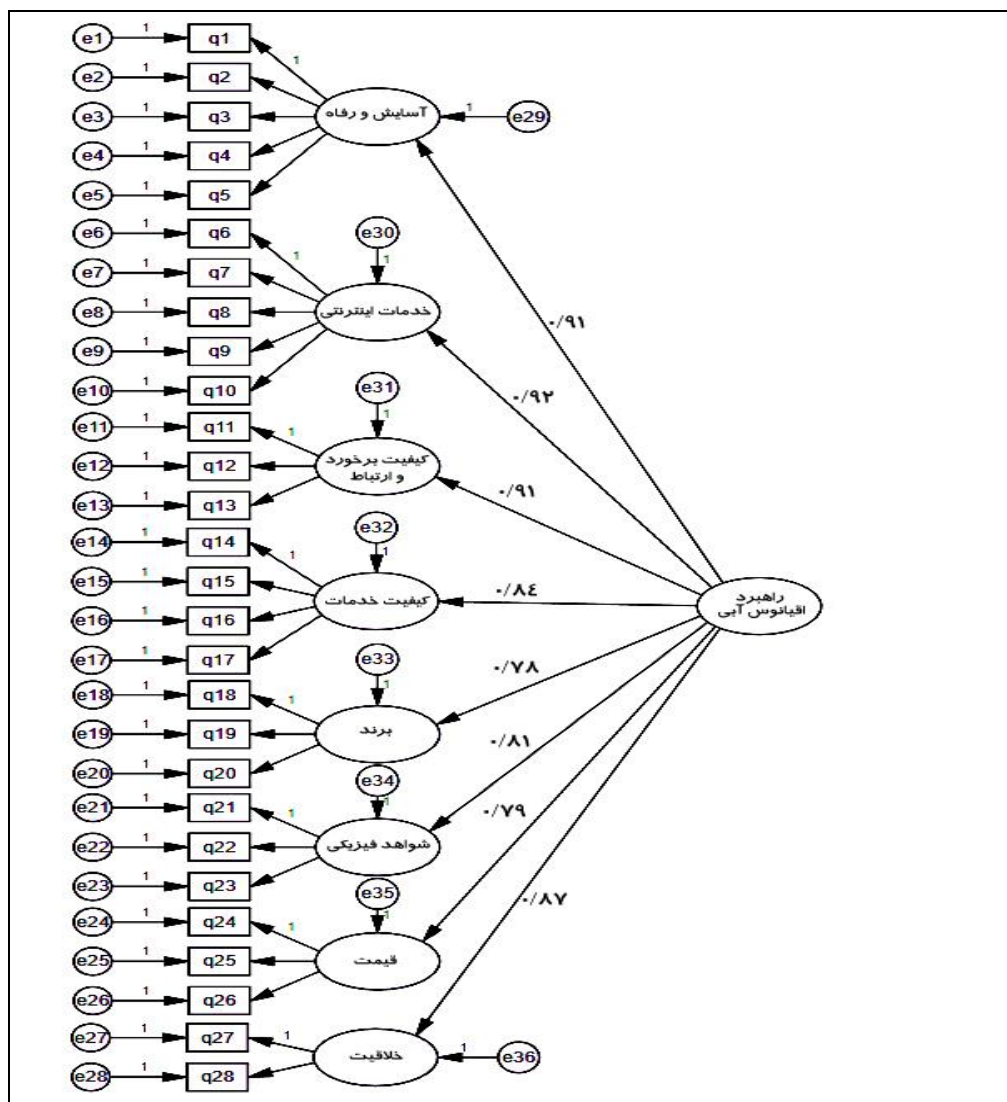 e1 1 q1
1
e2 1 q2
e3 1 q3 آسایش و رفاه 1 e29
e4 1 q4
e5 1 q5
e6 1 q6 e30
1 1
e7 1 q7
e8 1 q8 خدمات اینترنتی
۰/۹۱
e9 1 q9
۰/۹۲
e10 1 q10 e31
e11 1 q11 1
1
e12 1 q12 کیفیت برخورد
و ارتباط
۰/۹۱
e13 1 q13
e14 1 q14 e32
1 1
e15 1 q15
e16 1 q16 کیفیت خدمات ۰/۸٤ راهبرد
اقیانوس آبی
e17 1 q17 e33
e18 1 q18 1 1
۰/۷۸
e19 1 q19 برند ۰/۸۱
e20 1 q20 e34
e21 1 q21 1 1
۰/۷۹
e22 1 q22 شواهد فیزیکی
e23 1 q23 e35
۰/۸۷
e24 1 q24 1 1
e25 1 q25 قیمت
e26 1 q26
e27 1 q27 1
خلاقیت 1 e36
e28 1 q28